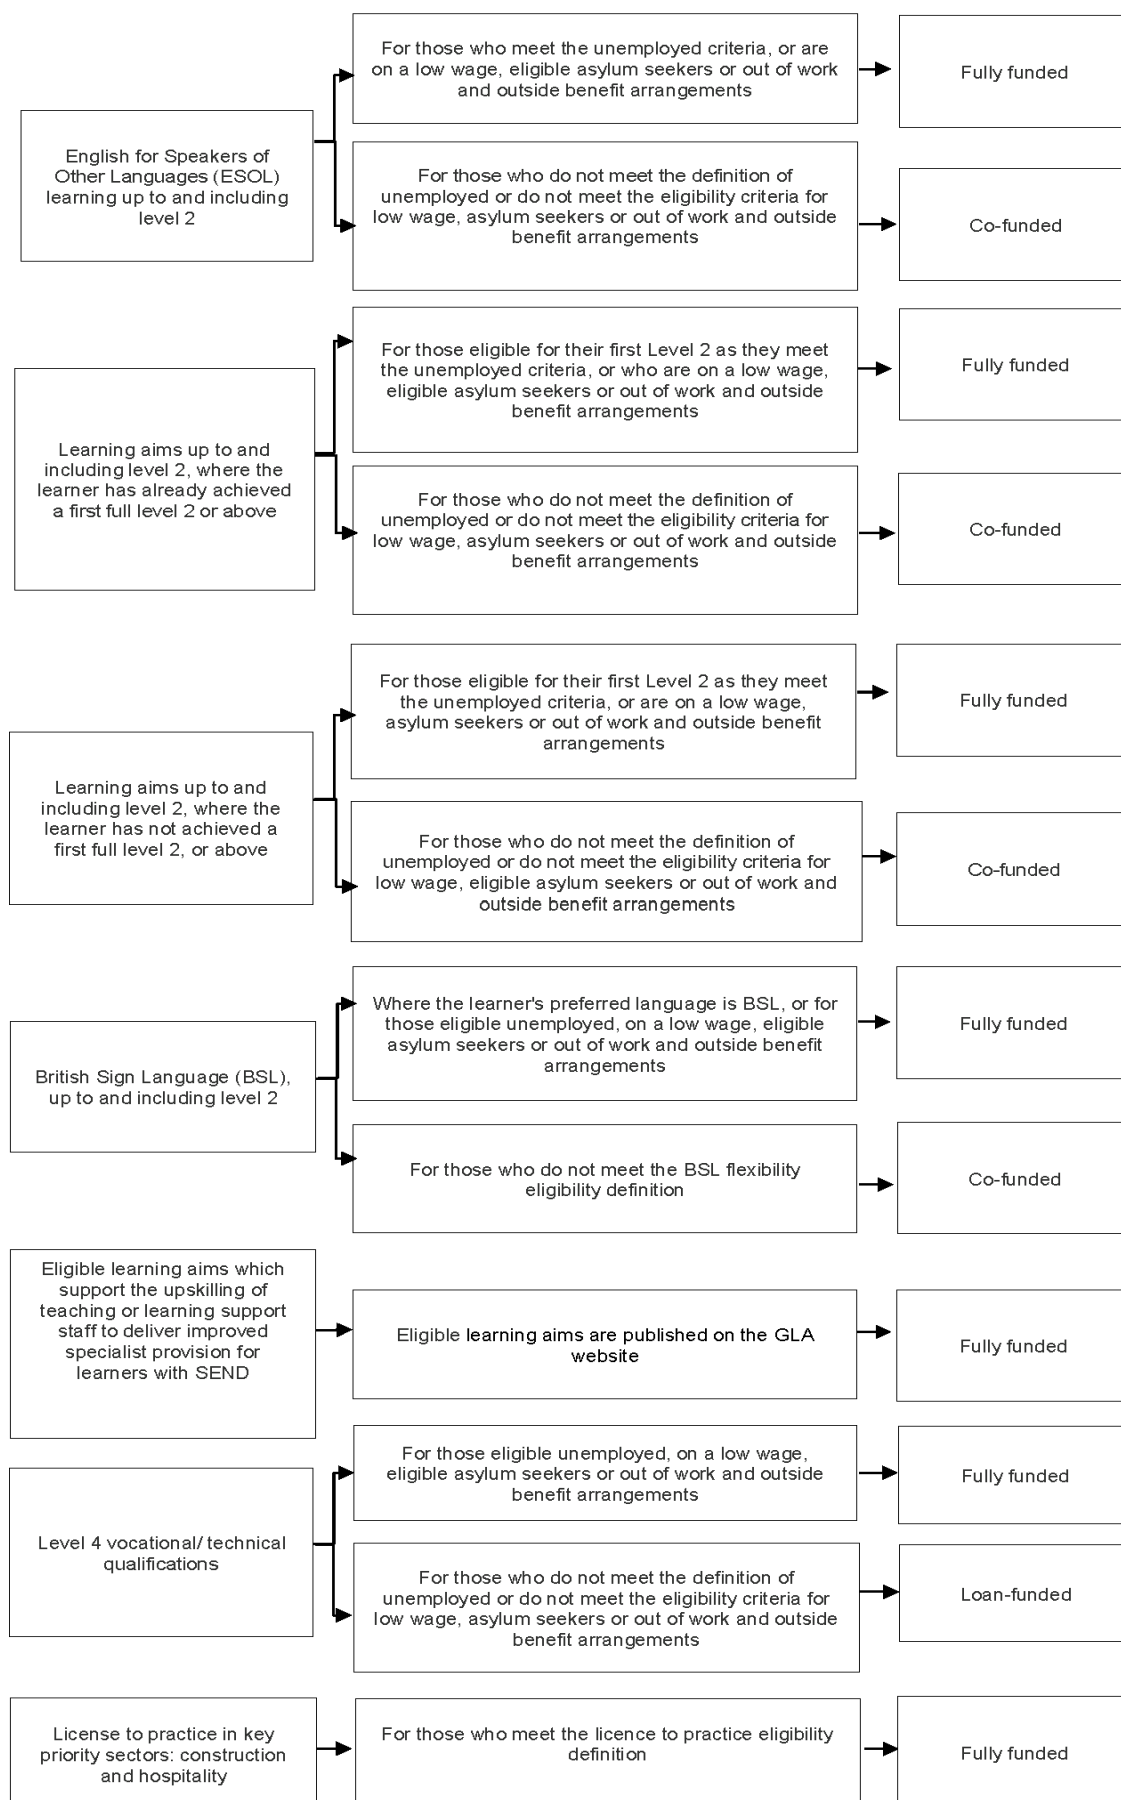 For those who meet the unemployed criteria, or are
on a low wage, eligible asylum seekers or out of work
and outside benefit arrangements
Fully funded
English for Speakers of
Other Languages (ESOL)
learning up to and including
level 2
For those who do not meet the definition of
unemployed or do not meet the eligibility criteria for
low wage, asylum seekers or out of work and outside
benefit arrangements
Co-funded
For those eligible for their first Level 2 as they meet
the unemployed criteria, or who are on a low wage,
eligible asylum seekers or out of work and outside
benefit arrangements
Fully funded
Learning aims up to and
including level 2, where the
learner has already achieved
a first full level 2 or above
For those who do not meet the definition of
unemployed or do not meet the eligibility criteria for
low wage, asylum seekers or out of work and outside
benefit arrangements
Co-funded
For those eligible for their first Level 2 as they meet
the unemployed criteria, or are on a low wage,
asylum seekers or out of work and outside benefit
arrangements
Fully funded
Learning aims up to and
including level 2, where the
learner has not achieved a
first full level 2, or above
For those who do not meet the definition of
unemployed or do not meet the eligibility criteria for
low wage, eligible asylum seekers or out of work and
outside benefit arrangements
Co-funded
Where the learner's preferred language is BSL, or for
those eligible unemployed, on a low wage, eligible
asylum seekers or out of work and outside benefit
arrangements
Fully funded
British Sign Language (BSL),
up to and including level 2
For those who do not meet the BSL flexibility
eligibility definition
Co-funded
Eligible learning aims which
support the upskilling of
teaching or learning support
staff to deliver improved
specialist provision for
learners with SEND
Eligible learning aims are published on the GLA
website
Fully funded
For those eligible unemployed, on a low wage,
eligible asylum seekers or out of work and outside
benefit arrangements
Fully funded
Level 4 vocational/ technical
qualifications
For those who do not meet the definition of
unemployed or do not meet the eligibility criteria for
low wage, asylum seekers or out of work and outside
benefit arrangements
Loan-funded
License to practice in key
priority sectors: construction
and hospitality
For those who meet the licence to practice eligibility
definition
Fully funded